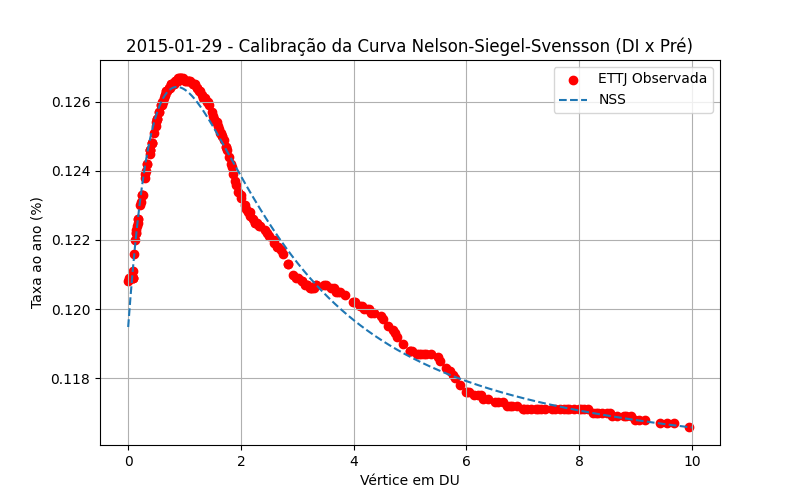 2015-01-29 - Calibração da Curva Nelson-Siegel-Svensson (DI x Pré)
ETTJ Observada
NSS
Taxa ao ano (%)
0.126
0.124
0.122
0.120
0.118
0 2 4 6 8 10
Vértice em DU